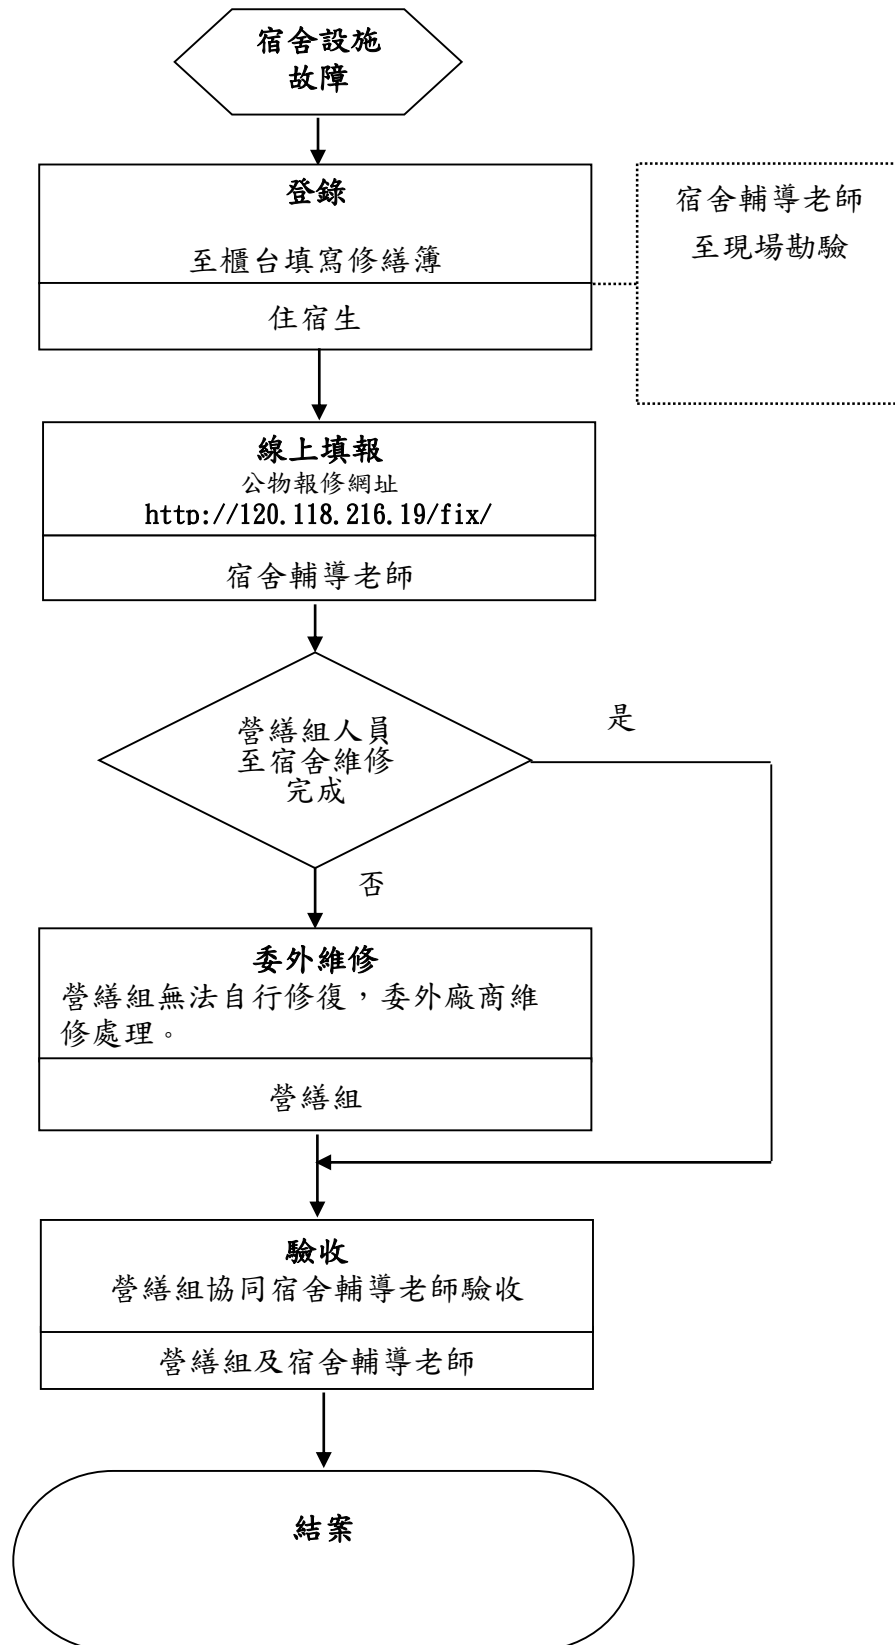 宿舍設施
故障
登錄
至櫃台填寫修繕簿
住宿生
宿舍輔導老師
至現場勘驗
線上填報
公物報修網址
http://120.118.216.19/fix/
宿舍輔導老師
營繕組人員
至宿舍維修
完成
是
否
委外維修
營繕組無法自行修復，委外廠商維
修處理。
營繕組
驗收
營繕組協同宿舍輔導老師驗收
營繕組及宿舍輔導老師
結案